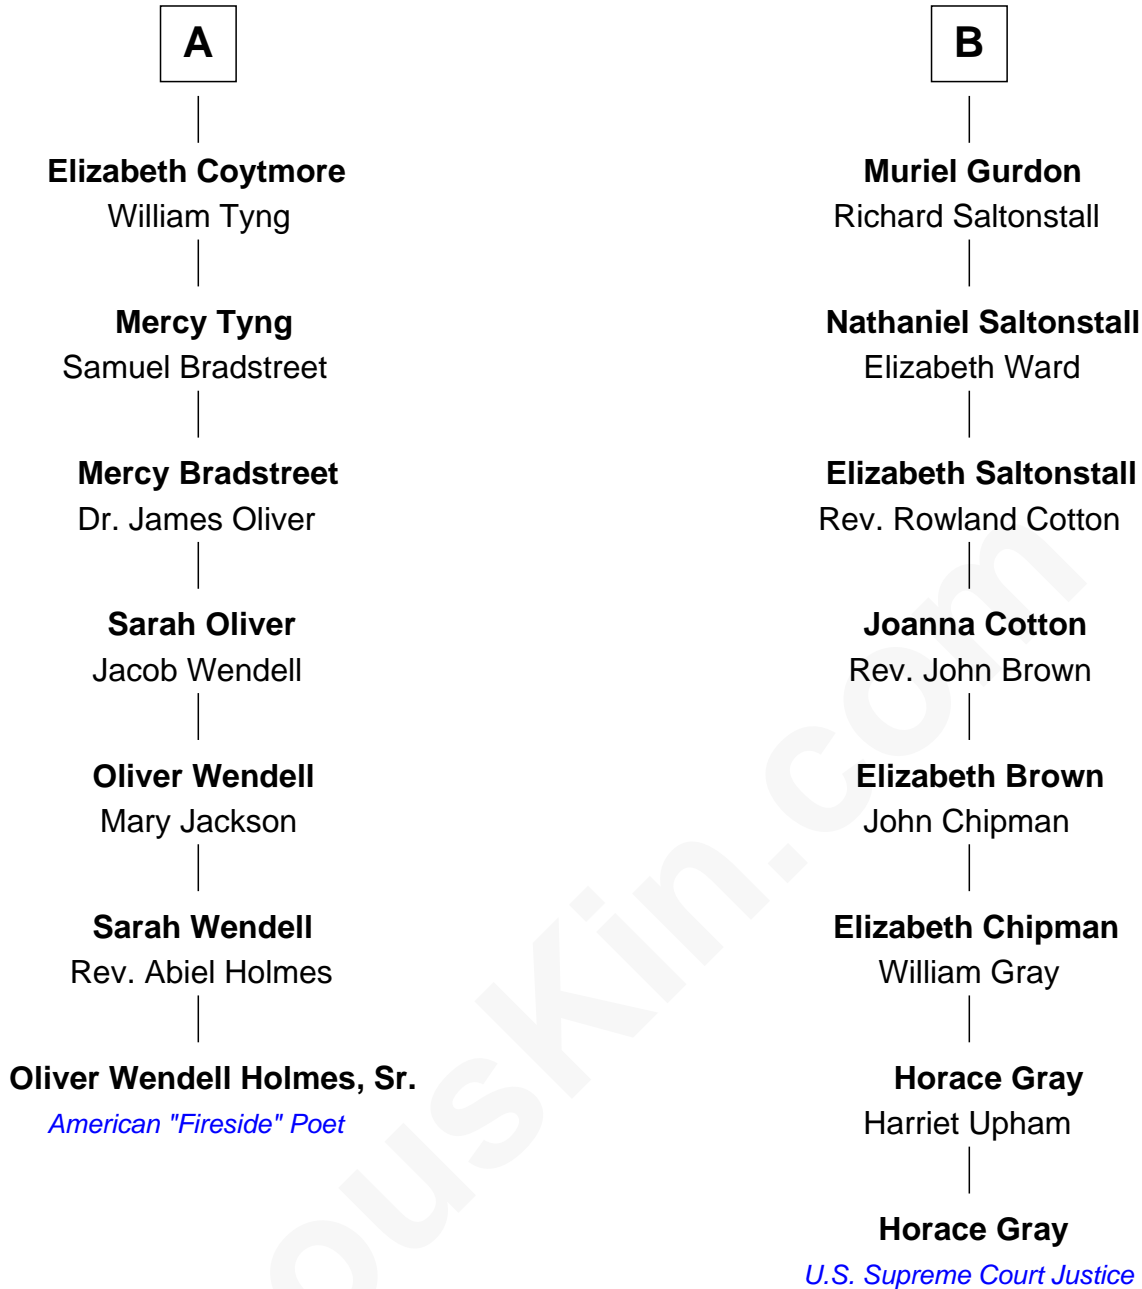 A
Elizabeth Coytmore
William Tyng
Mercy Tyng
Samuel Bradstreet
Mercy Bradstreet
Dr. James Oliver
Sarah Oliver
Jacob Wendell
Oliver Wendell
Mary Jackson
Sarah Wendell
Rev. Abiel Holmes
Oliver Wendell Holmes, Sr.
American "Fireside" Poet
B
Muriel Gurdon
Richard Saltonstall
Nathaniel Saltonstall
Elizabeth Ward
Elizabeth Saltonstall
Rev. Rowland Cotton
Joanna Cotton
Rev. John Brown
Elizabeth Brown
John Chipman
Elizabeth Chipman
William Gray
Horace Gray
Harriet Upham
Horace Gray
U.S. Supreme Court Justice
ousKin.com